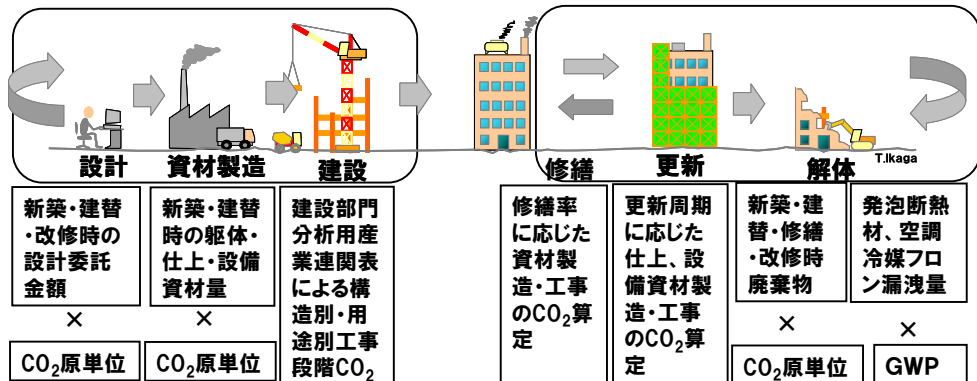 設計
資材製造
建設
修繕
更新
解体
T.Ikaga
新築・建替
・改修時の
設計委託
金額
×
CO₂原単位
新築・建替
時の躯体・
仕上・設備
資材量
×
CO₂原単位
建設部門
分析用産
業連関表
による構
造別・用
途別工事
段階CO₂
修繕率
に応じた
資材製
造・工事
のCO₂算
定
更新周期
に応じた
仕上、設
備資材製
造・工事
のCO₂算
定
新築・建
替・修繕
・改修時
廃棄物
×
CO₂原単位
発泡断熱
材、空調
冷媒フロ
ン漏洩量
×
GWP